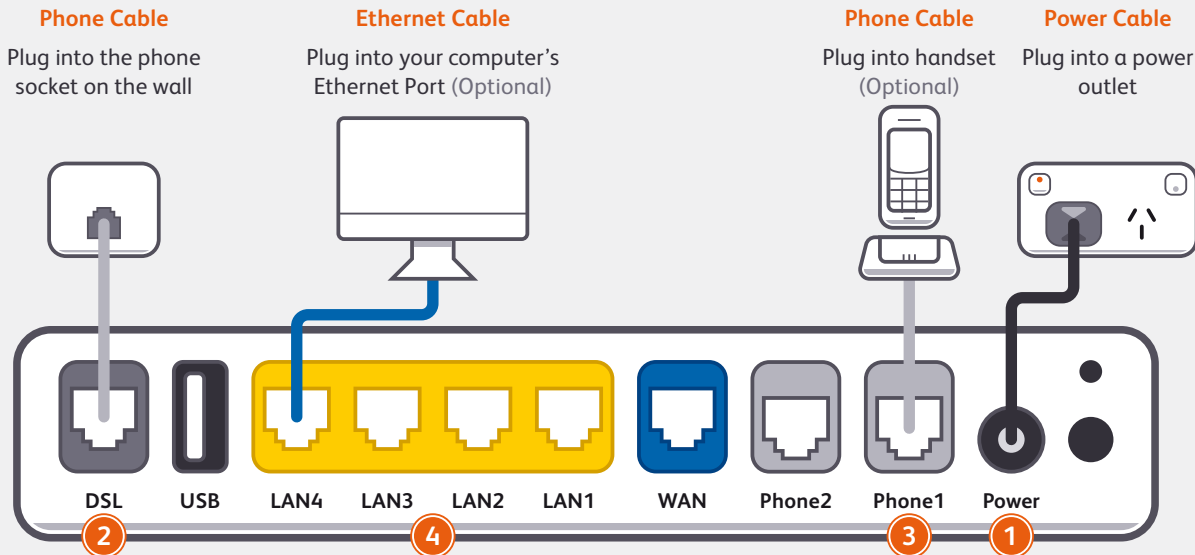 Phone Cable
Plug into the phone
socket on the wall
Ethernet Cable
Plug into your computer's
Ethernet Port (Optional)
Phone Cable
Plug into handset
(Optional)
Power Cable
Plug into a power
outlet
DSL
USB
LAN4
LAN3
LAN2
LAN1
WAN
Phone2
Phone1
Power
2
4
3
1